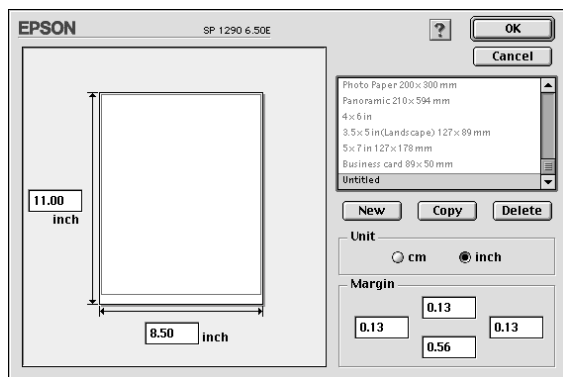 EPSON
SP 1290 6.50E
?
OK
Cancel
Photo Paper 200×300 mm
Panoramic 210×594 mm
4×6 in
3.5×5 in(Landscape) 127×89 mm
5×7 in 127×178 mm
Business card 89×50 mm
Untitled
New Copy Delete
11.00
inch
8.50 inch
Unit
cm inch
Margin
0.13
0.13 0.13
0.56